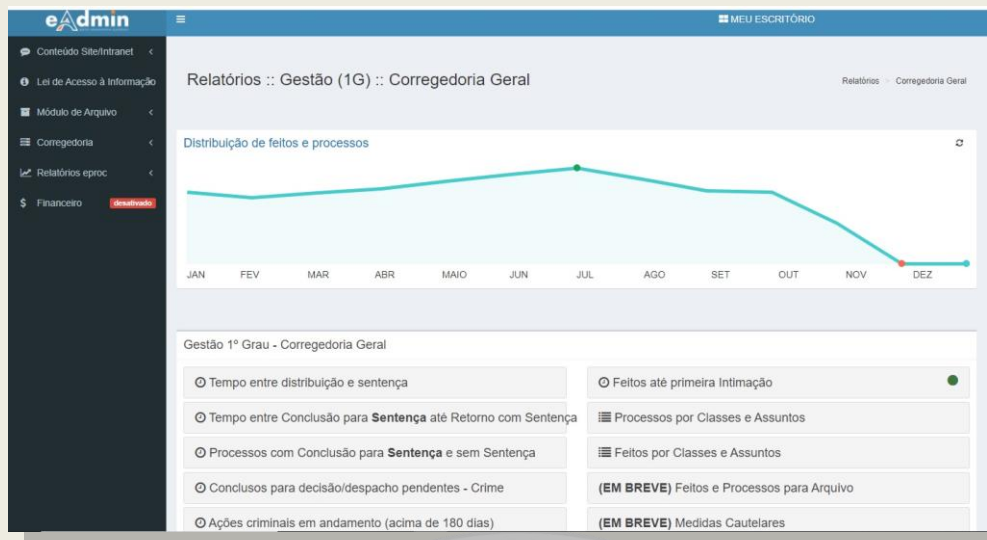 eAdmin
MEU ESCRITÓRIO
Conteúdo Site/Intranet
Lei de Acesso à Informação
Módulo de Arquivo
Corregedoria
Relatórios eproc
$ Financeiro desativado
Relatórios :: Gestão (1G) :: Corregedoria Geral
Relatórios > Corregedoria Geral
Distribuição de feitos e processos
JAN FEV MAR ABR MAIO JUN JUL AGO SET OUT NOV DEZ
Gestão 1º Grau - Corregedoria Geral
Tempo entre distribuição e sentença
Feitos até primeira Intimação
Tempo entre Conclusão para Sentença até Retorno com Sentença
Processos por Classes e Assuntos
Processos com Conclusão para Sentença e sem Sentença
Feitos por Classes e Assuntos
Conclusos para decisão/despacho pendentes - Crime
(EM BREVE) Feitos e Processos para Arquivo
Ações criminais em andamento (acima de 180 dias)
(EM BREVE) Medidas Cautelares